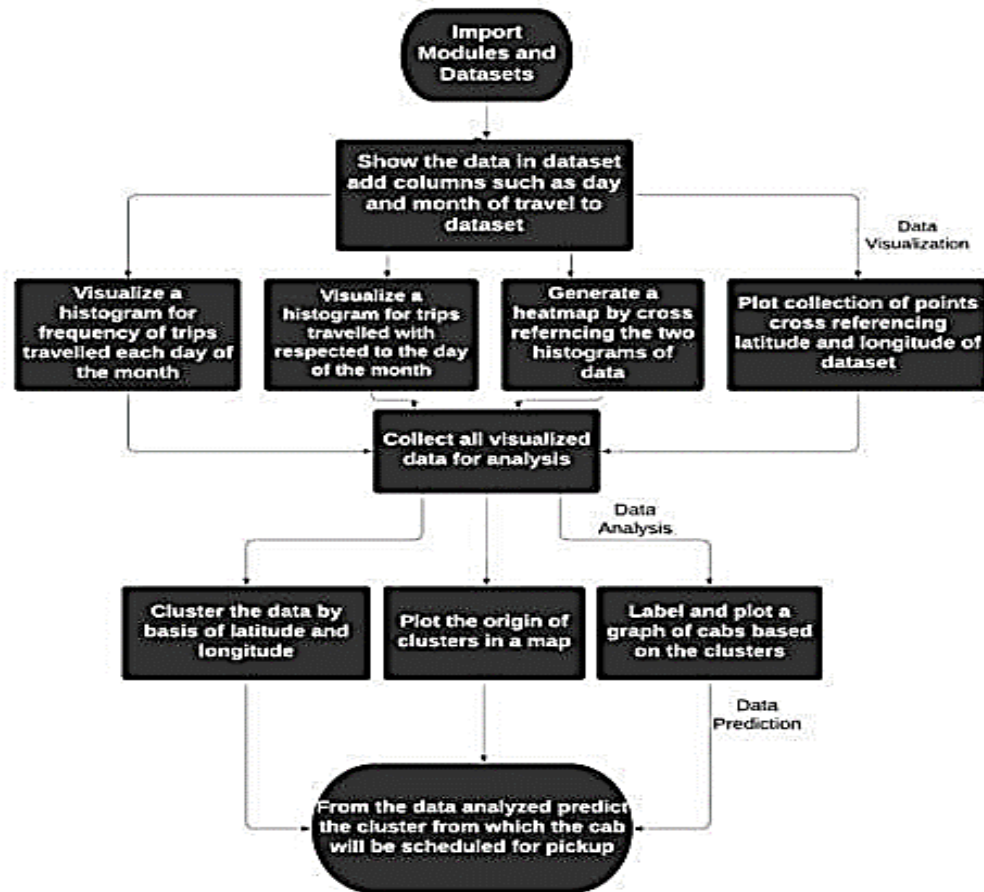 Import
Modules and
Datasets
Show the data in dataset
add columns such as day
and month of travel to
dataset
Data
Visualization
Visualize a
histogram for
frequency of trips
travelled each day of
the month
Visualize a
histogram for trips
travelled with
respected to the day
of the month
Generate a
heatmap by cross
referncing the two
histograms of
data
Plot collection of points
cross referencing
latitude and longitude of
dataset
Collect all visualized
data for analysis
Data
Analysis
Cluster the data by
basis of latitude and
longitude
Plot the origin of
clusters in a map
Label and plot a
graph of cabs based
on the clusters
Data
Prediction
From the data analyzed predict
the cluster from which the cab
will be scheduled for pickup